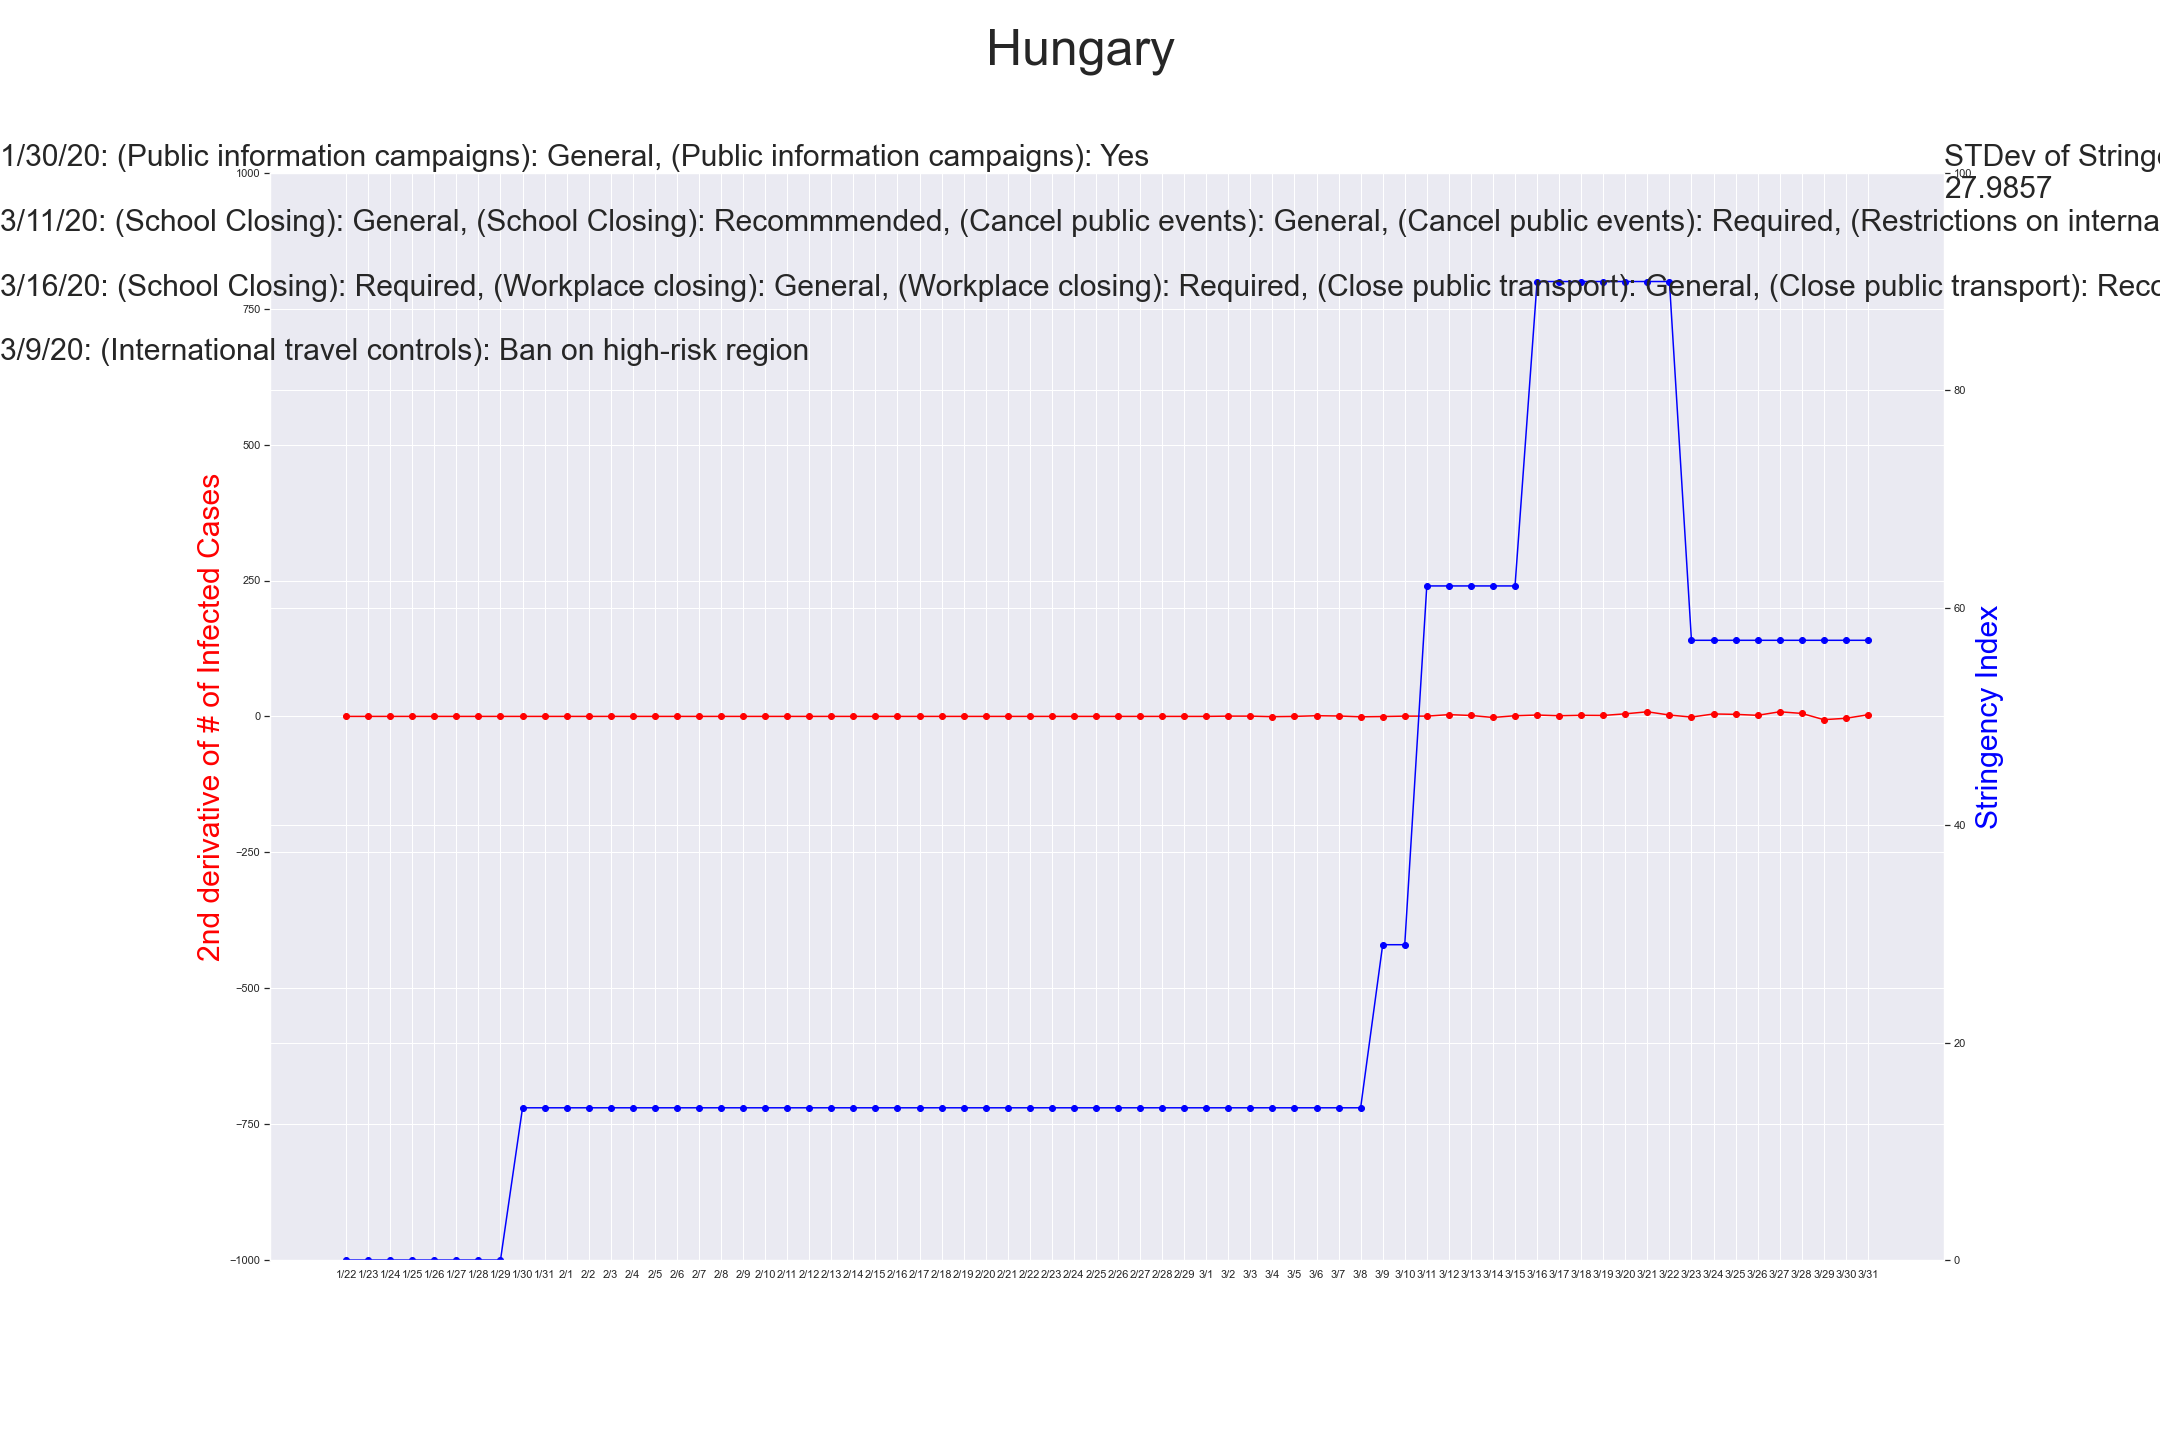 Hungary
1/30/20: (Public information campaigns): General, (Public information campaigns): Yes
STDev of
27.9857
3/11/20: (School Closing): General, (School Closing): Recommmended, (Cancel public events): General, (Cancel public events): Required, (Restrictions on
3/16/20: (School Closing): Required, (Workplace closing): General, (Workplace closing): Required, (Close public transport): General, (Close public transport):
3/9/20: (International travel controls): Ban on high-risk region
2nd derivative of # of Infected Cases
1000
750
500
250
0
−250
−500
−750
−1000
100
80
60
40
20
0
Stringency Index
1/22 1/23 1/24 1/25 1/26 1/27 1/28 1/29 1/30 1/31 2/1 2/2 2/3 2/4 2/5 2/6 2/7 2/8 2/9 2/10 2/11 2/12 2/13 2/14 2/15 2/16 2/17 2/18 2/19 2/20 2/21 2/22 2/23 2/24 2/25 2/26 2/27 2/28 2/29 3/1 3/2 3/3 3/4 3/5 3/6 3/7 3/8 3/9 3/10 3/11 3/12 3/13 3/14 3/15 3/16 3/17 3/18 3/19 3/20 3/21 3/22 3/23 3/24 3/25 3/26 3/27 3/28 3/29 3/30 3/31